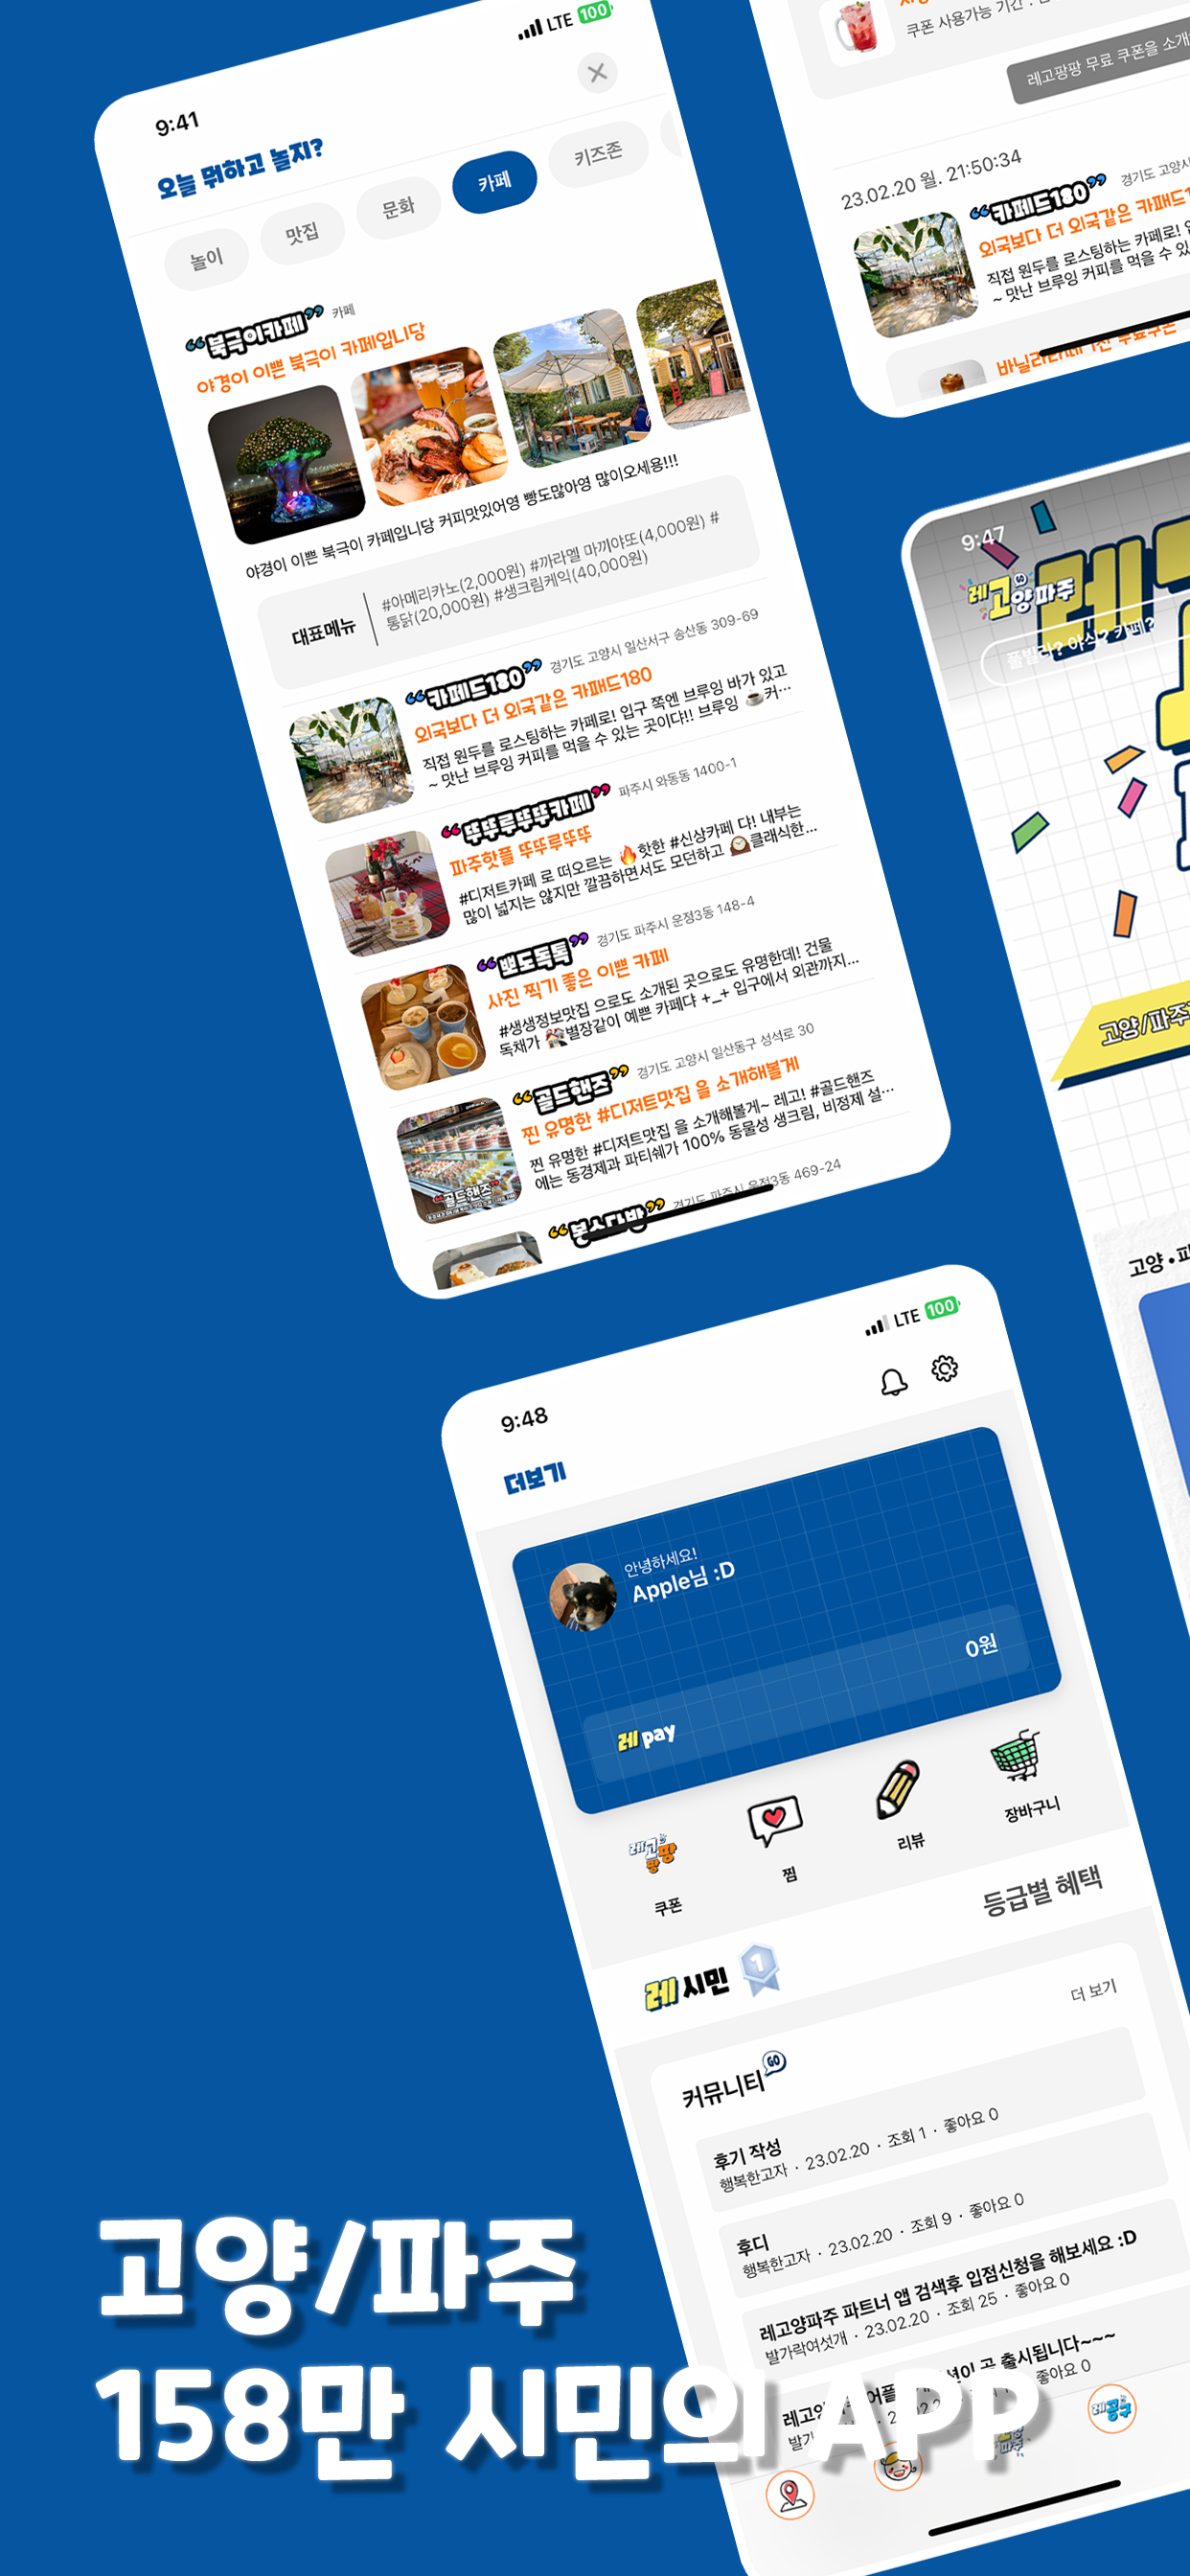 9:41
LTE 100
오늘 뭐하고 놀지?
놀이
맛집
문화
카페
키즈존
“북극이카페” 카페
야경이 이쁜 북극이 카페입니당
야경이 이쁜 북극이 카페입니당 커피맛있어영 빵도많아영 많이오세용!!!
대표메뉴
#아메리카노(2,000원) #까라멜 마끼야또(4,000원) #
통닭(20,000원) #생크림케익(40,000원)
“카페드180” 경기도 고양시 일산서구 송산동 309-69
외국보다 더 외국같은 카페드180
직접 원두를 로스팅하는 카페로! 입구 쪽엔 브루잉 바가 있고
~ 맛난 브루잉 커피를 먹을 수 있는 곳이댜!! 브루잉 ☕커…
“뚜뚜루뚜뚜카페” 파주시 와동동 1400-1
파주핫플 뚜뚜루뚜뚜
#디저트카페 로 떠오르는 🔥핫한 #신상카페 댜! 내부는
많이 넓지는 않지만 깔끔하면서도 모던하고 🕰️클래식한…
“뽀도독톡” 경기도 파주시 운정3동 148-4
사진 찍기 좋은 이쁜 카페
#생생정보맛집 으로도 소개된 곳으로도 유명한데! 건물
독채가 별장같이 예쁜 카페댜 +_+ 입구에서 외관까지…
“골드핸즈” 경기도 고양시 일산동구 성석로 30
찐 유명한 #디저트맛집 을 소개해볼게
찐 유명한 #디저트맛집 을 소개해볼게~ 레고! #골드핸즈
에는 동경제과 파티쉐가 100% 동물성 생크림, 비정제 설…
“골드핸즈”
경기도 파주시 운정3동 469-24
쿠폰 사용가능 기간 :
레고팡팡 무료 쿠폰을 소개
23.02.20 월. 21:50:34
“카페드180” 경기도 고양시
외국보다 더 외국같은 카페드1
직접 원두를 로스팅하는 카페로! 입
~ 맛난 브루잉 커피를 먹을 수 있
9:47
레고양파주
풀빌라? 야식? 카페?
고양/파주
고양•파
9:48
LTE 100
더보기
안녕하세요!
Apple님 :D
레 pay
0원
레고팡팡
쿠폰
찜
리뷰
장바구니
레 시민
1
등급별 혜택
커뮤니티 GO
더 보기
후기 작성
행복한고자 · 23.02.20 · 조회 1 · 좋아요 0
후디
행복한고자 · 23.02.20 · 조회 9 · 좋아요 0
레고양파주 파트너 앱 검색후 입점신청을 해보세요 :D
발가락여섯개 · 23.02.20 · 조회 25 · 좋아요 0
곧 출시됩니다~~~
좋아요 0
레공구
고양/파주
158만 시민의 APP